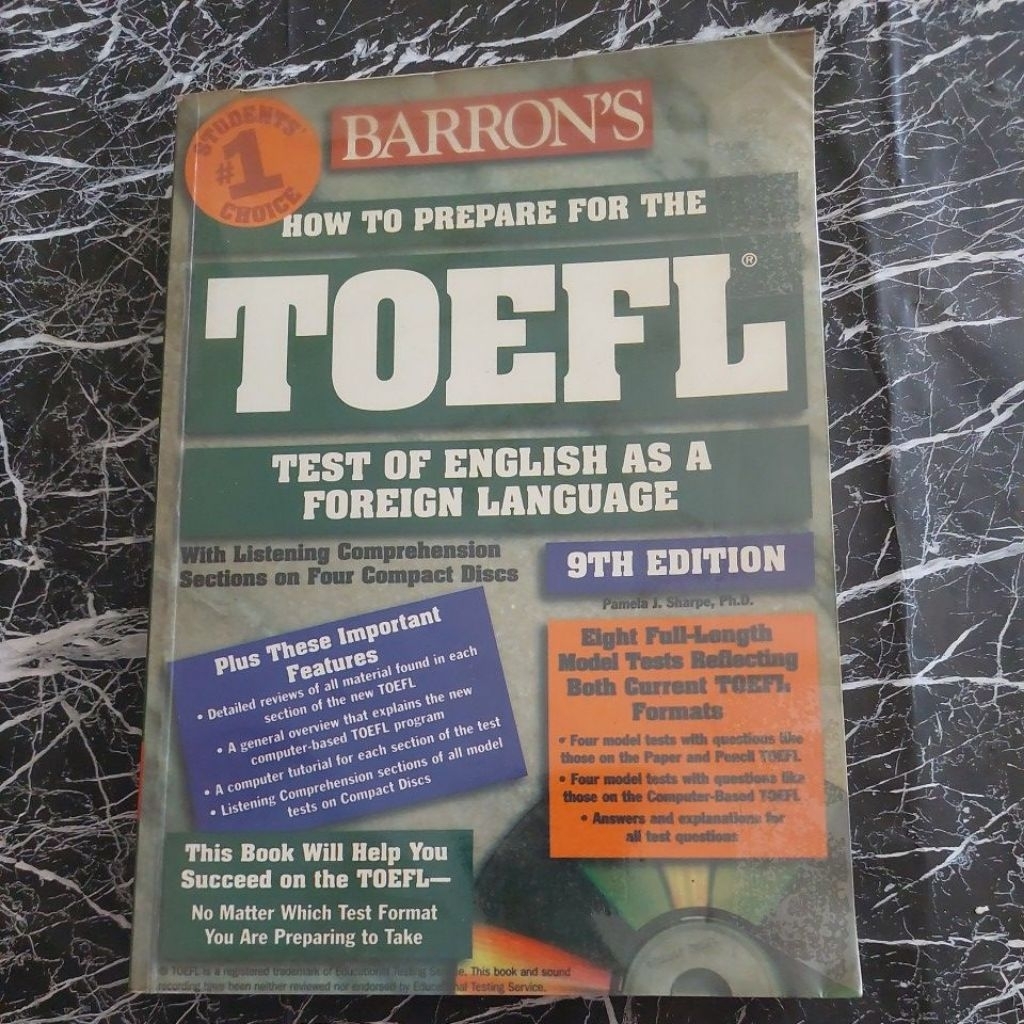 STUDENTS'
#1
CHOICE
BARRON'S
HOW TO PREPARE FOR THE
TOEFL®
TEST OF ENGLISH AS A
FOREIGN LANGUAGE
With Listening Comprehension
Sections on Four Compact Discs
9TH EDITION
Pamela J. Sharpe, Ph.D.
Plus These Important
Features
• Detailed reviews of all material found in each
section of the new TOEFL
• A general overview that explains the new
computer-based TOEFL program
• A computer tutorial for each section of the test
• Listening Comprehension sections of all model
tests on Compact Discs
Eight Full-Length
Model Tests Reflecting
Both Current TOEFL
Formats
• Four model tests with questions like
those on the Paper and Pencil TOEFL
• Four model tests with questions like
those on the Computer-Based TOEFL
• Answers and explanations for
all test questions
This Book Will Help You
Succeed on the TOEFL—
No Matter Which Test Format
You Are Preparing to Take
® TOEFL is a registered trademark of Educational Testing Service. This book and sound
recording have been neither reviewed nor endorsed by Educational Testing Service.